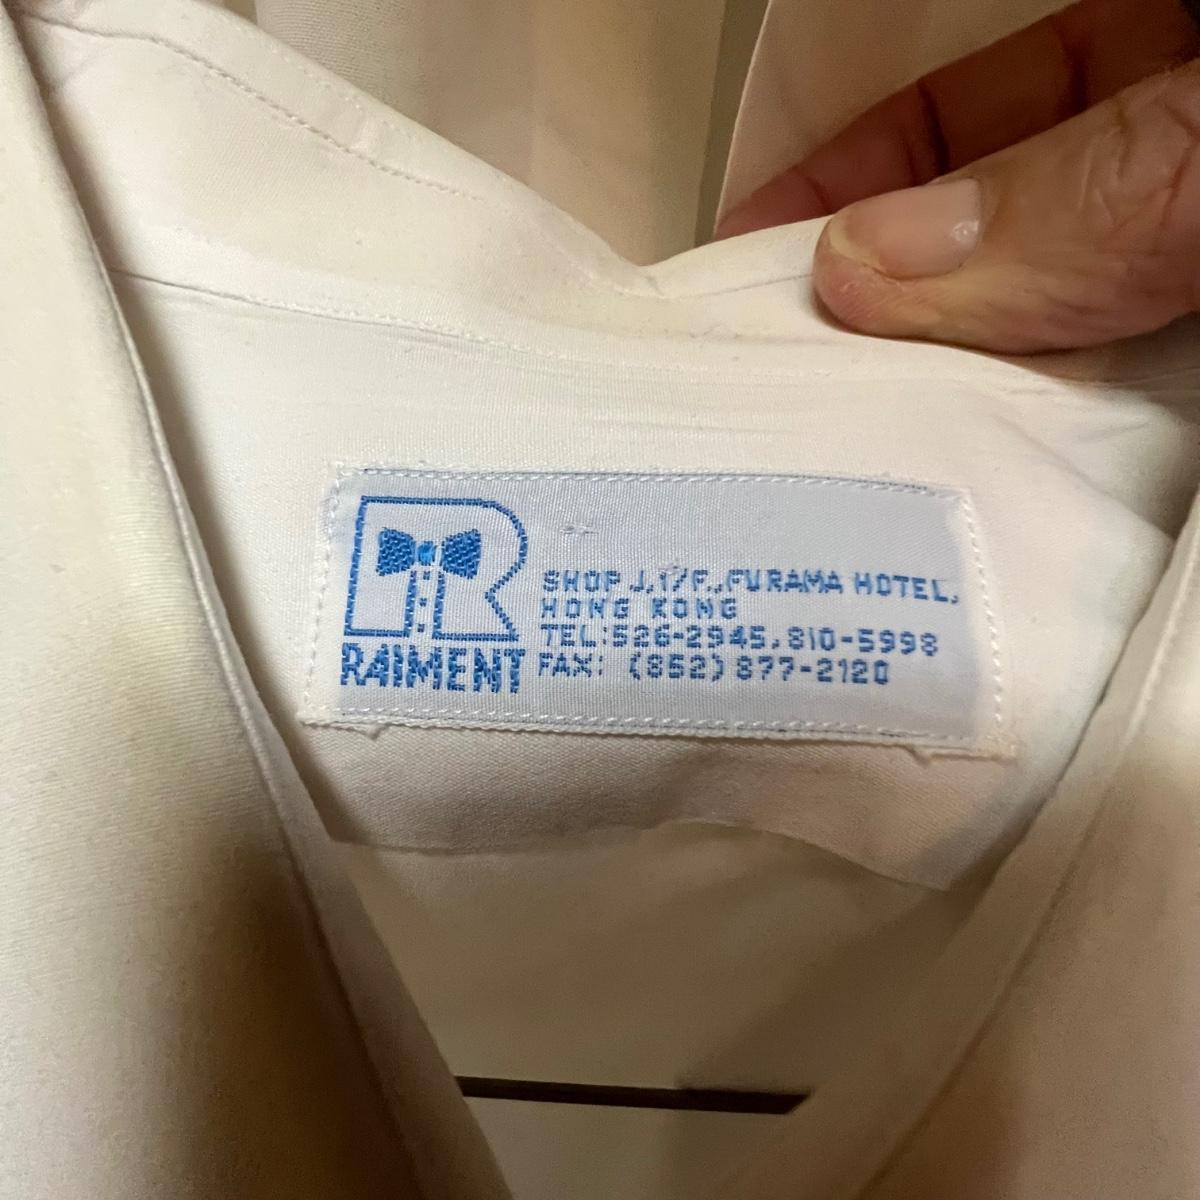 R
RAIMENT
SHOP J,1/F.,FURAMA HOTEL,
HONG KONG
TEL:526-2945,810-5998
FAX: (852) 877-2120